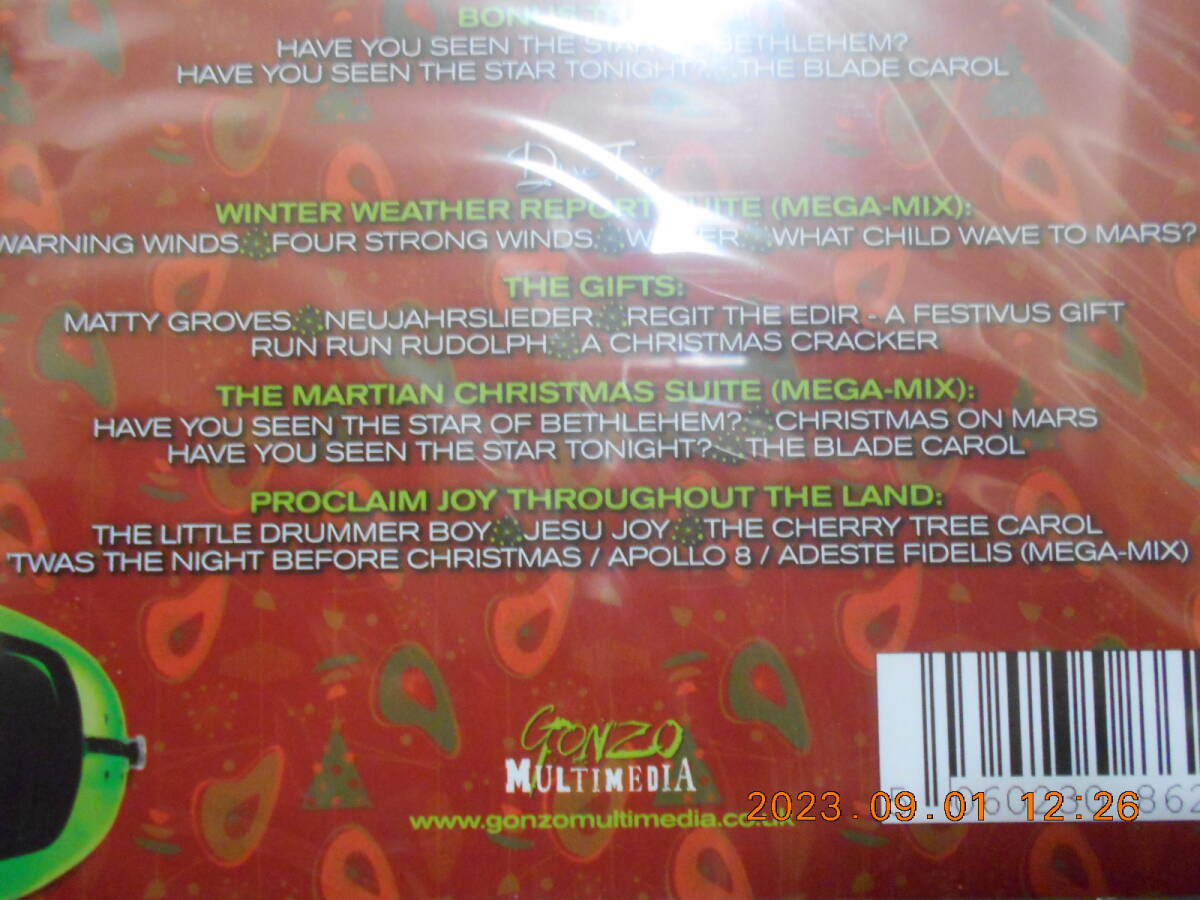 BONUS
HAVE YOU SEEN THE STAR OF BETHLEHEM?
HAVE YOU SEEN THE STAR TONIGHT? THE BLADE CAROL
WINTER WEATHER REPORT SUITE (MEGA-MIX):
WARNING WINDS FOUR STRONG WINDS WHAT CHILD WAVE TO MARS?
THE GIFTS:
MATTY GROVES NEUJAHRSLIEDER REGIT THE EDIR - A FESTIVUS GIFT
RUN RUN RUDOLPH A CHRISTMAS CRACKER
THE MARTIAN CHRISTMAS SUITE (MEGA-MIX):
HAVE YOU SEEN THE STAR OF BETHLEHEM? CHRISTMAS ON MARS
HAVE YOU SEEN THE STAR TONIGHT? THE BLADE CAROL
PROCLAIM JOY THROUGHOUT THE LAND:
THE LITTLE DRUMMER BOY JESU JOY THE CHERRY TREE CAROL
'TWAS THE NIGHT BEFORE CHRISTMAS / APOLLO 8 / ADESTE FIDELIS (MEGA-MIX)
GONZO
MULTIMEDIA
www.gonzomultimedia.co.uk
2023.09.01 12:26